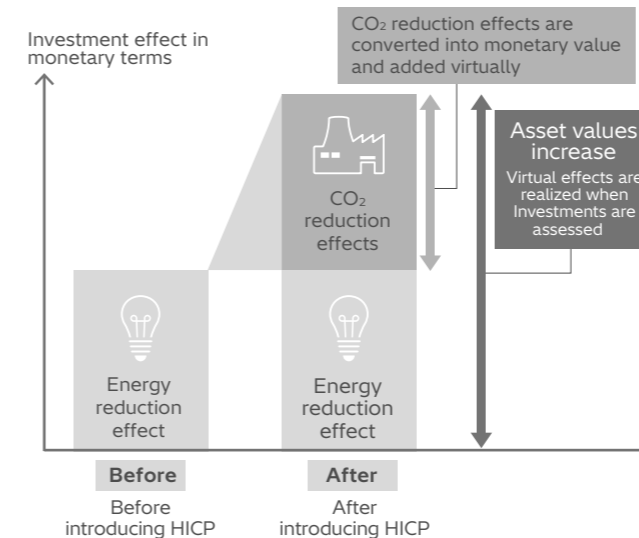 Investment effect in
monetary terms
CO₂ reduction effects are
converted into monetary value
and added virtually
Asset values
increase
Virtual effects are
realized when
Investments are
assessed
CO₂
reduction
effects
Energy
reduction
effect
Energy
reduction
effect
Before
After
Before
introducing HICP
After
introducing HICP